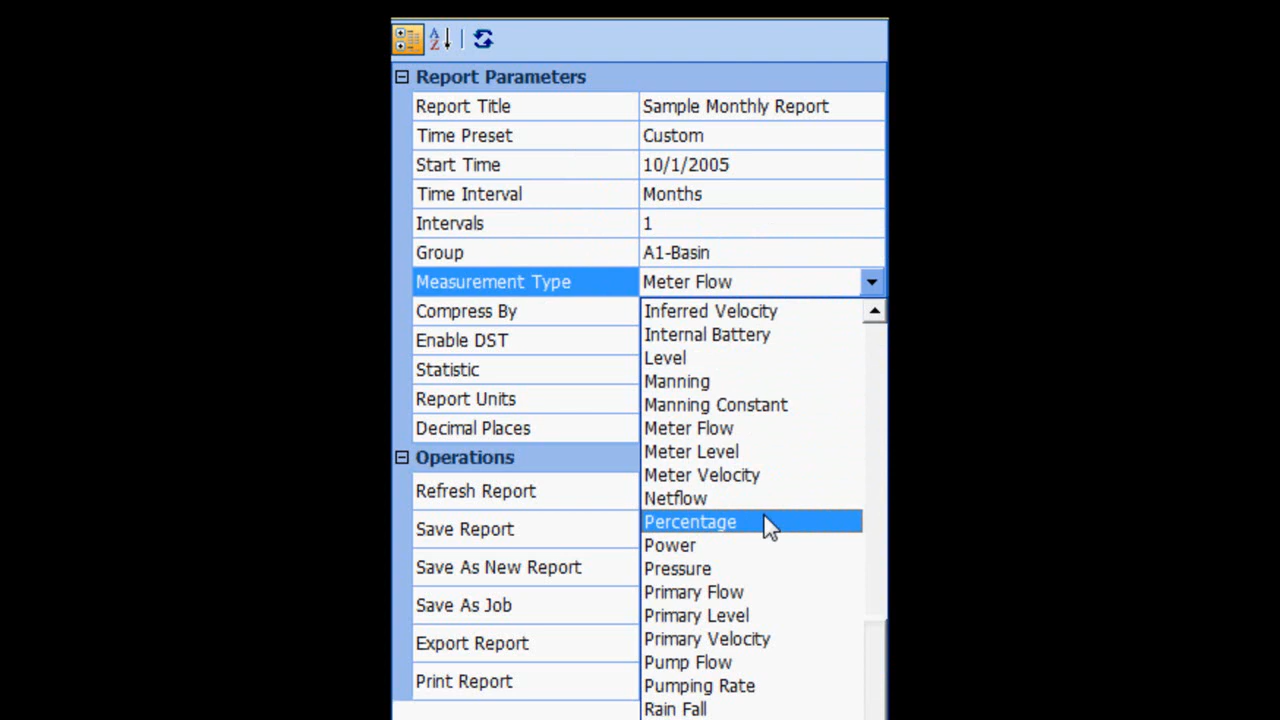 Report Parameters
Report Title Sample Monthly Report
Time Preset Custom
Start Time 10/1/2005
Time Interval Months
Intervals 1
Group A1-Basin
Measurement Type Meter Flow
Compress By
Enable DST
Statistic
Report Units
Decimal Places
Operations
Refresh Report
Save Report
Save As New Report
Save As Job
Export Report
Print Report
Inferred Velocity
Internal Battery
Level
Manning
Manning Constant
Meter Flow
Meter Level
Meter Velocity
Netflow
Percentage
Power
Pressure
Primary Flow
Primary Level
Primary Velocity
Pump Flow
Pumping Rate
Rain Fall